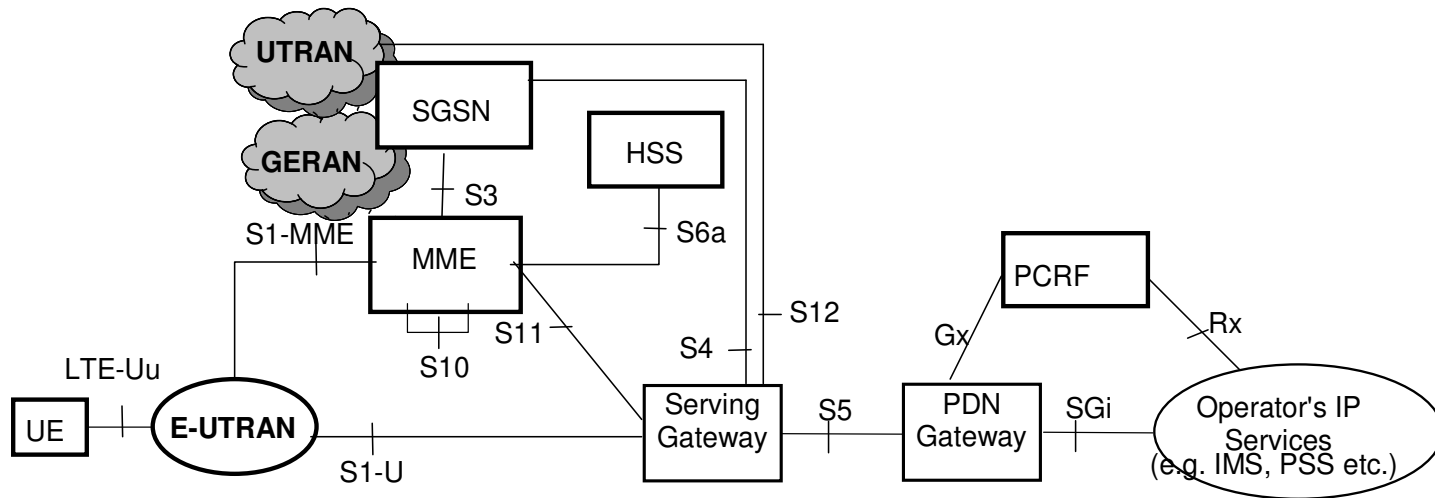 UTRAN
SGSN
HSS
GERAN
S3
S1-MME
S6a
MME
PCRF
S12
S11
Gx
Rx
S4
S10
LTE-Uu
Serving
Gateway
PDN
Gateway
S5
SGi
Operator's IP
Services
(e.g. IMS, PSS etc.)
UE
E-UTRAN
S1-U